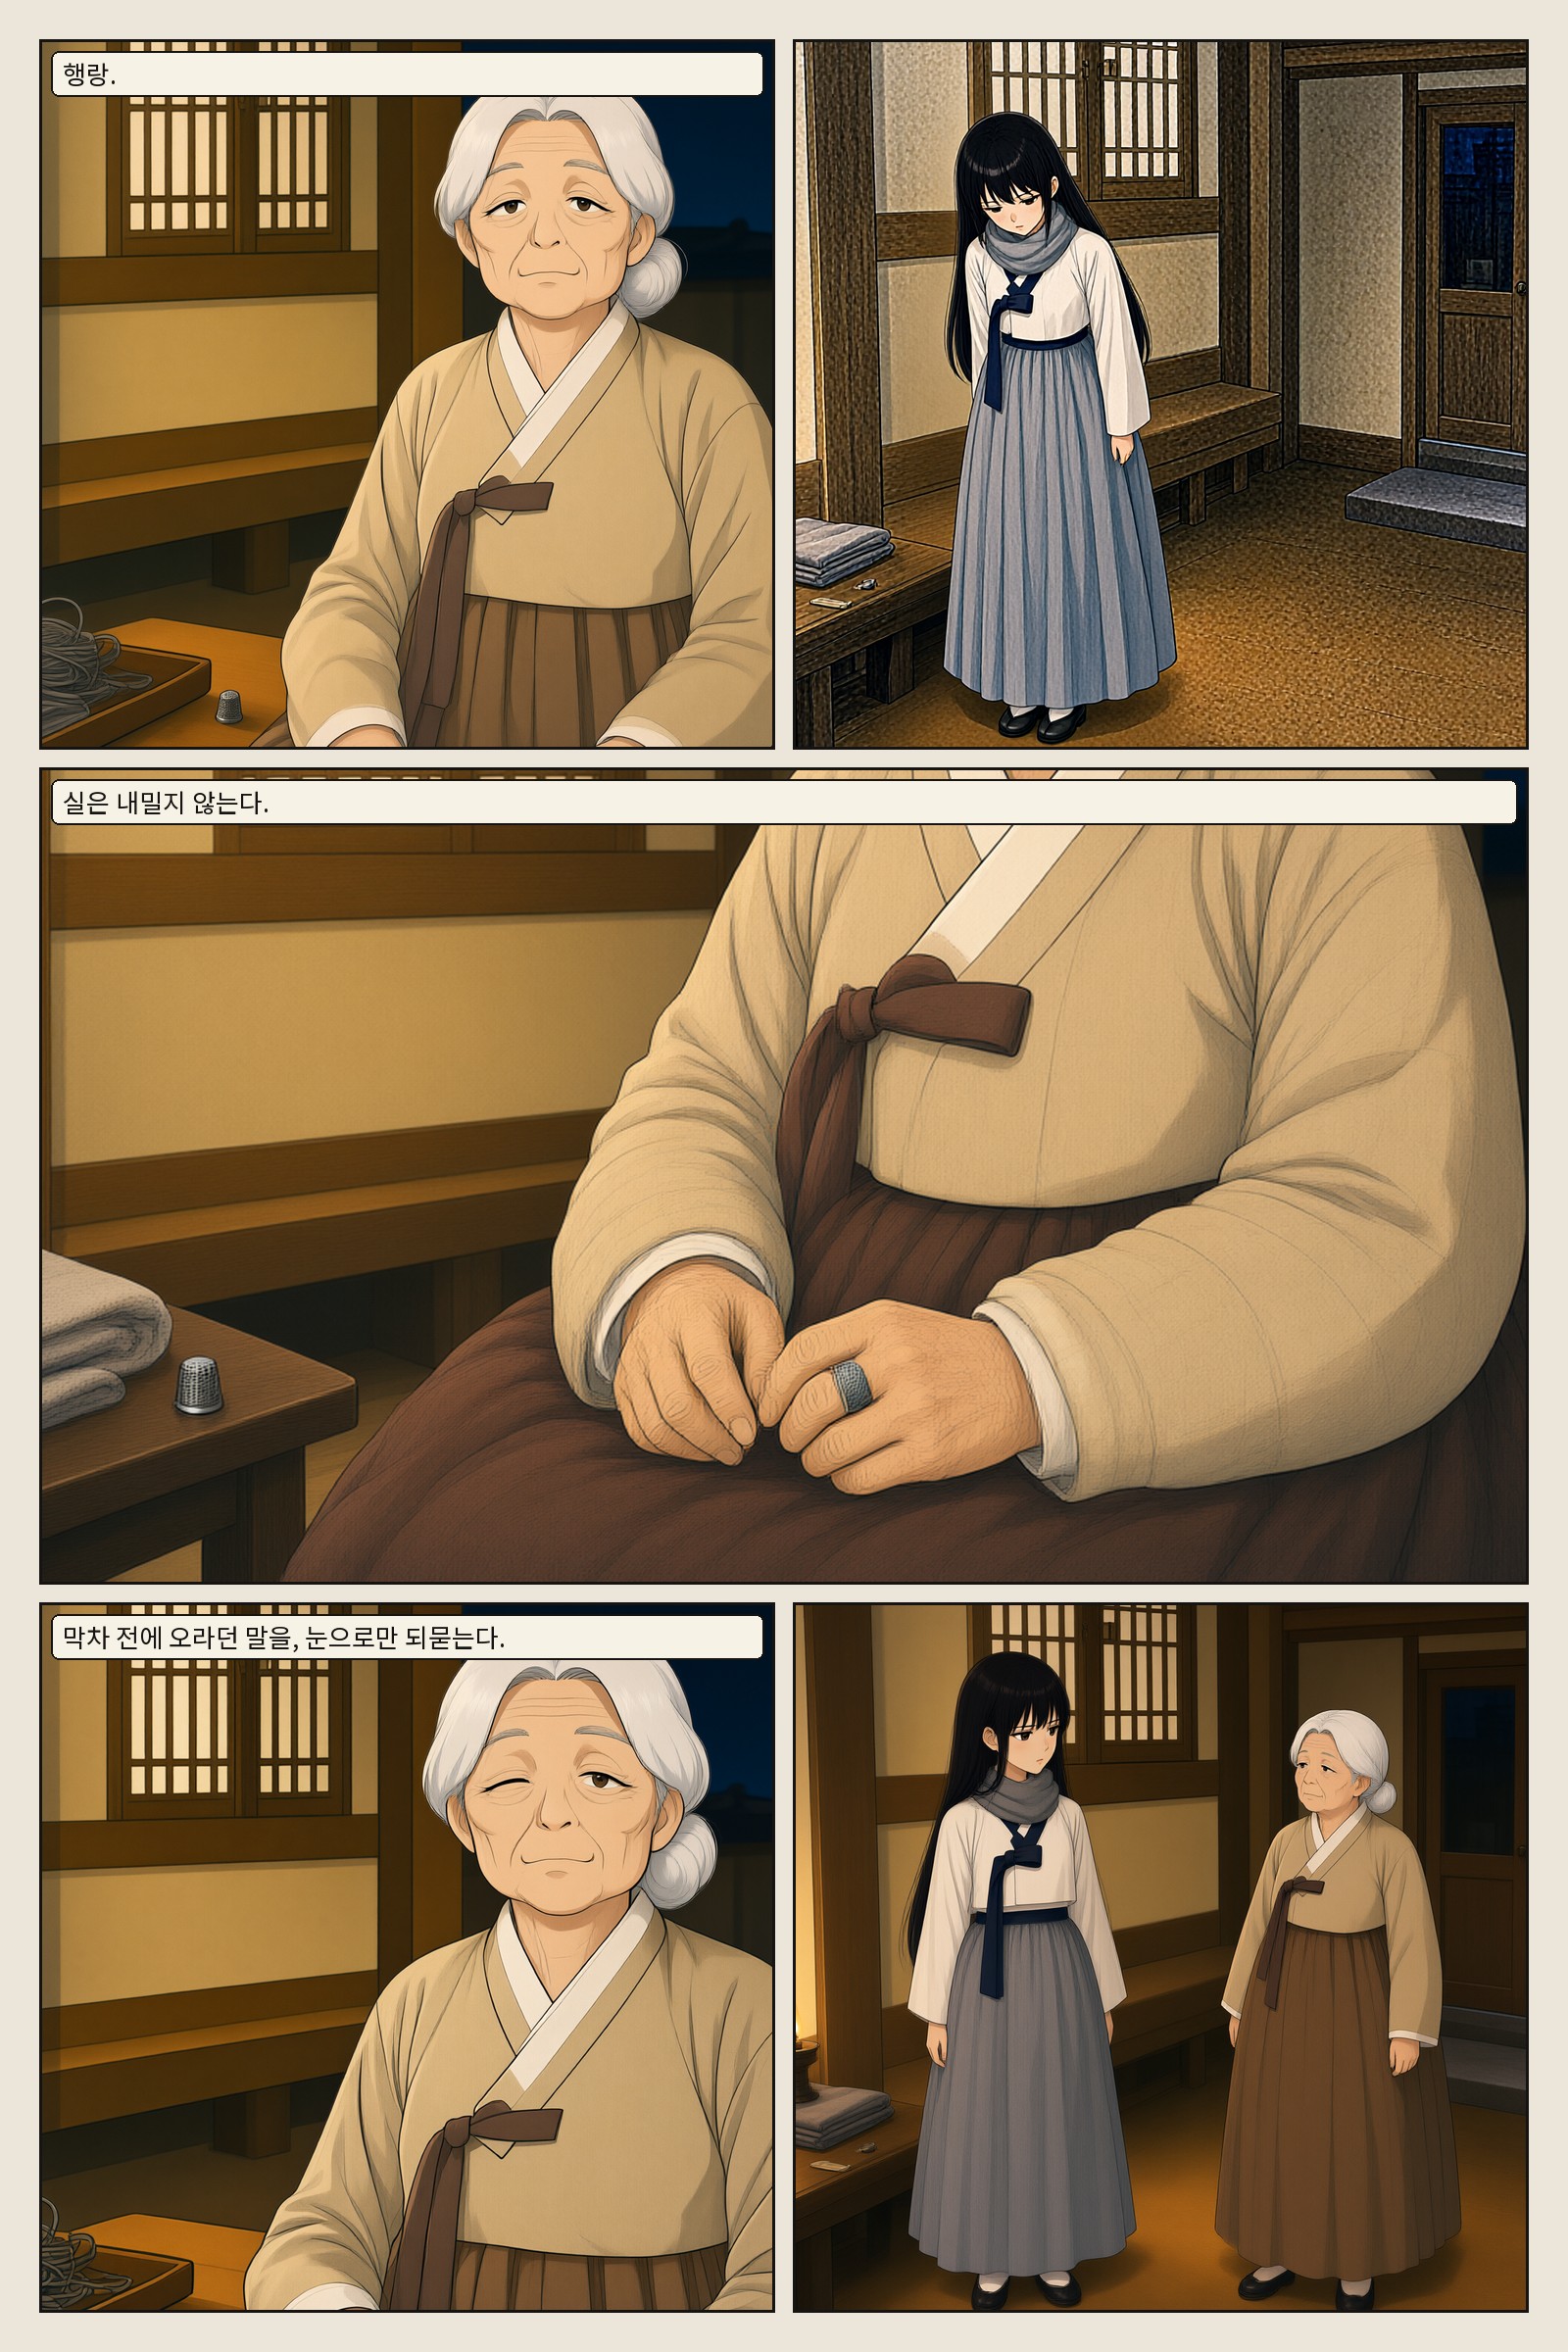 행랑.
실은 내밀지 않는다.
막차 전에 오라던 말을, 눈으로만 되묻는다.